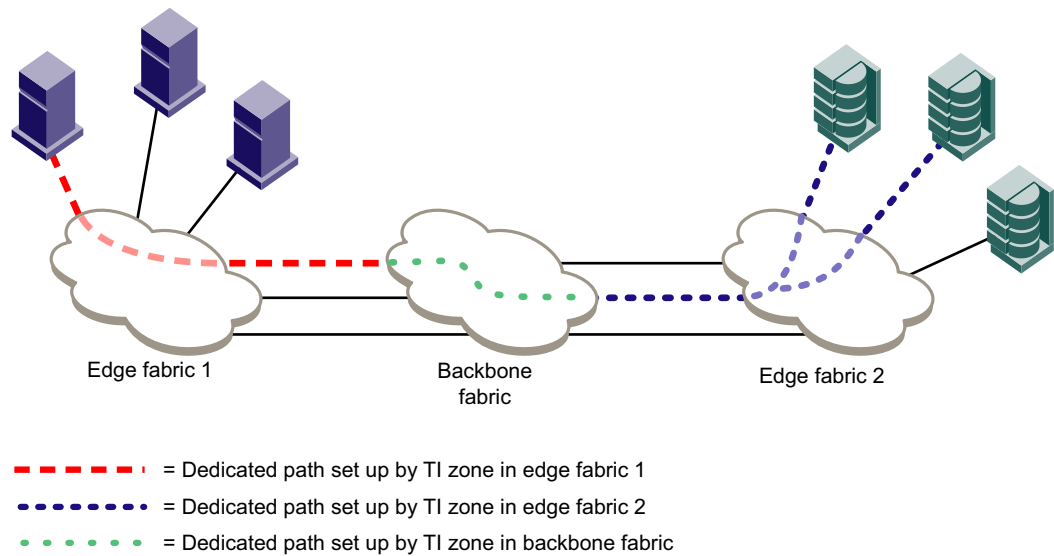 Edge fabric 1
Backbone
fabric
Edge fabric 2
= Dedicated path set up by TI zone in edge fabric 1
= Dedicated path set up by TI zone in edge fabric 2
= Dedicated path set up by TI zone in backbone fabric